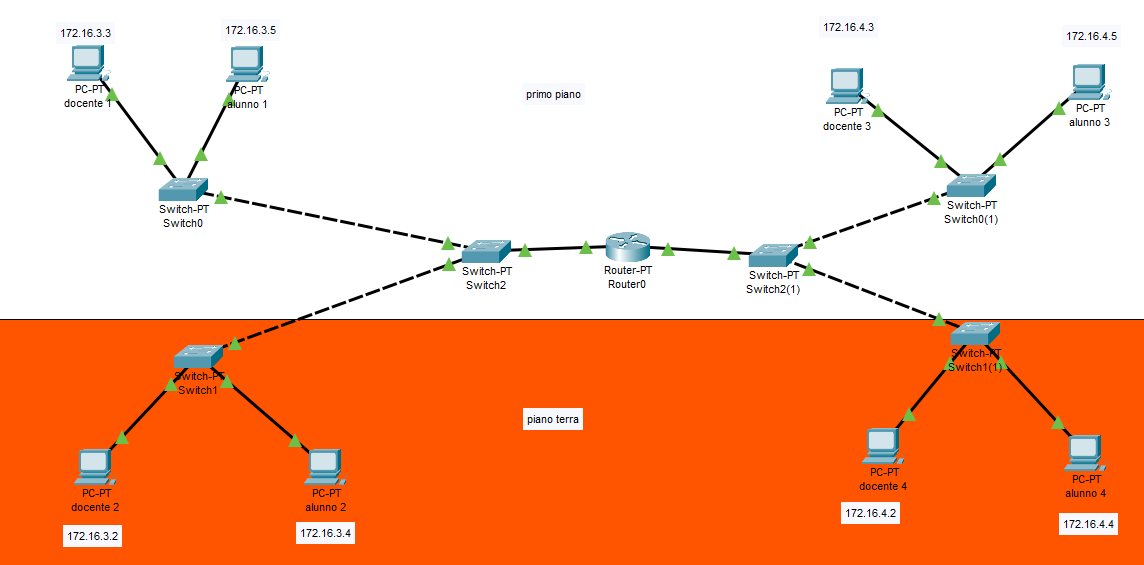 172.16.3.3
172.16.3.5
172.16.4.3
172.16.4.5
PC-PT
docente 1
PC-PT
alunno 1
primo piano
PC-PT
docente 3
PC-PT
alunno 3
Switch-PT
Switch0
Switch-PT
Switch0(1)
Switch-PT
Switch2
Router-PT
Router0
Switch-PT
Switch2(1)
Switch-PT
Switch1
Switch-PT
Switch1(1)
piano terra
PC-PT
docente 2
PC-PT
alunno 2
PC-PT
docente 4
PC-PT
alunno 4
172.16.3.2
172.16.3.4
172.16.4.2
172.16.4.4